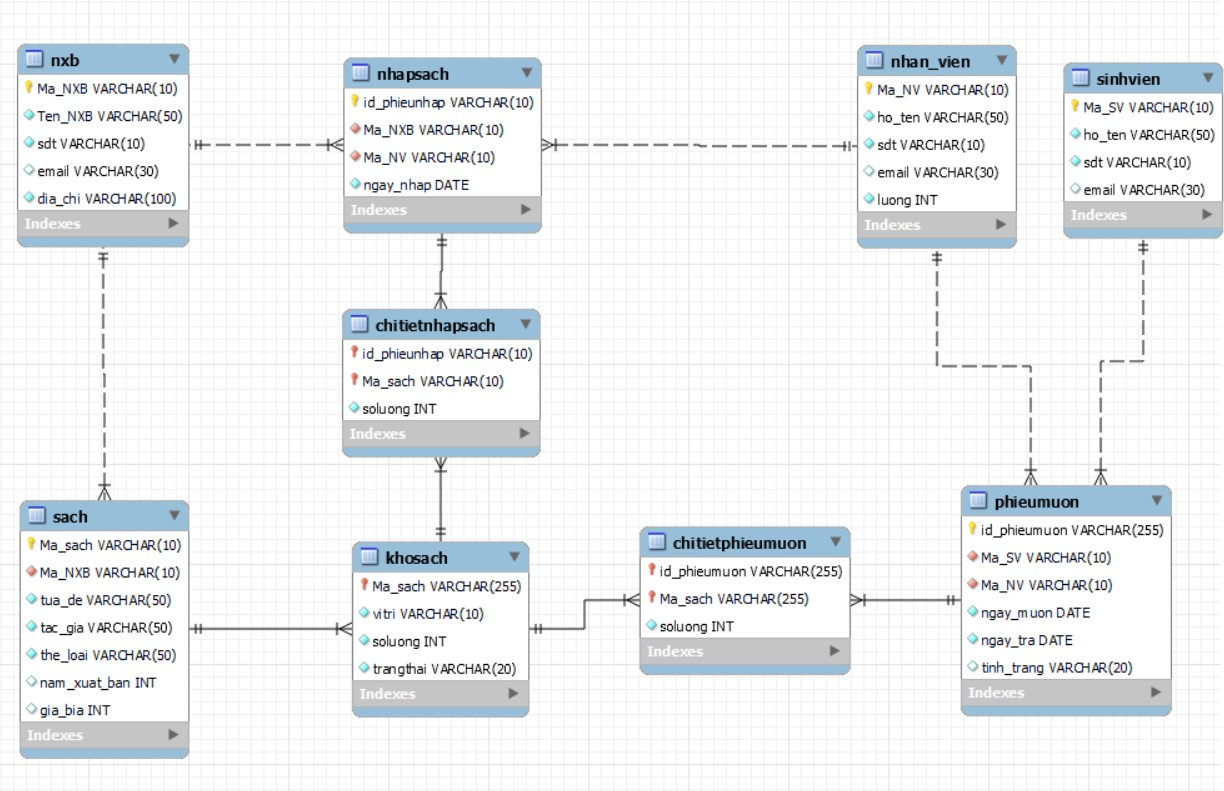 nxb
Ma_NXB VARCHAR(10)
Ten_NXB VARCHAR(50)
sdt VARCHAR(10)
email VARCHAR(30)
dia_chi VARCHAR(100)
Indexes
nhapsach
id_phieunhap VARCHAR(10)
Ma_NXB VARCHAR(10)
Ma_NV VARCHAR(10)
ngay_nhap DATE
Indexes
nhan_vien
Ma_NV VARCHAR(10)
ho_ten VARCHAR(50)
sdt VARCHAR(10)
email VARCHAR(30)
luong INT
Indexes
sinhvien
Ma_SV VARCHAR(10)
ho_ten VARCHAR(50)
sdt VARCHAR(10)
email VARCHAR(30)
Indexes
chitietnhapsach
id_phieunhap VARCHAR(10)
Ma_sach VARCHAR(10)
soluong INT
Indexes
sach
Ma_sach VARCHAR(10)
Ma_NXB VARCHAR(10)
tua_de VARCHAR(50)
tac_gia VARCHAR(50)
the_loai VARCHAR(50)
nam_xuat_ban INT
gia_bia INT
Indexes
khosach
Ma_sach VARCHAR(255)
vitri VARCHAR(10)
soluong INT
trangthai VARCHAR(20)
Indexes
chitietphieumuon
id_phieumuon VARCHAR(255)
Ma_sach VARCHAR(255)
soluong INT
Indexes
phieumuon
id_phieumuon VARCHAR(255)
Ma_SV VARCHAR(10)
Ma_NV VARCHAR(10)
ngay_muon DATE
ngay_tra DATE
tinh_trang VARCHAR(20)
Indexes